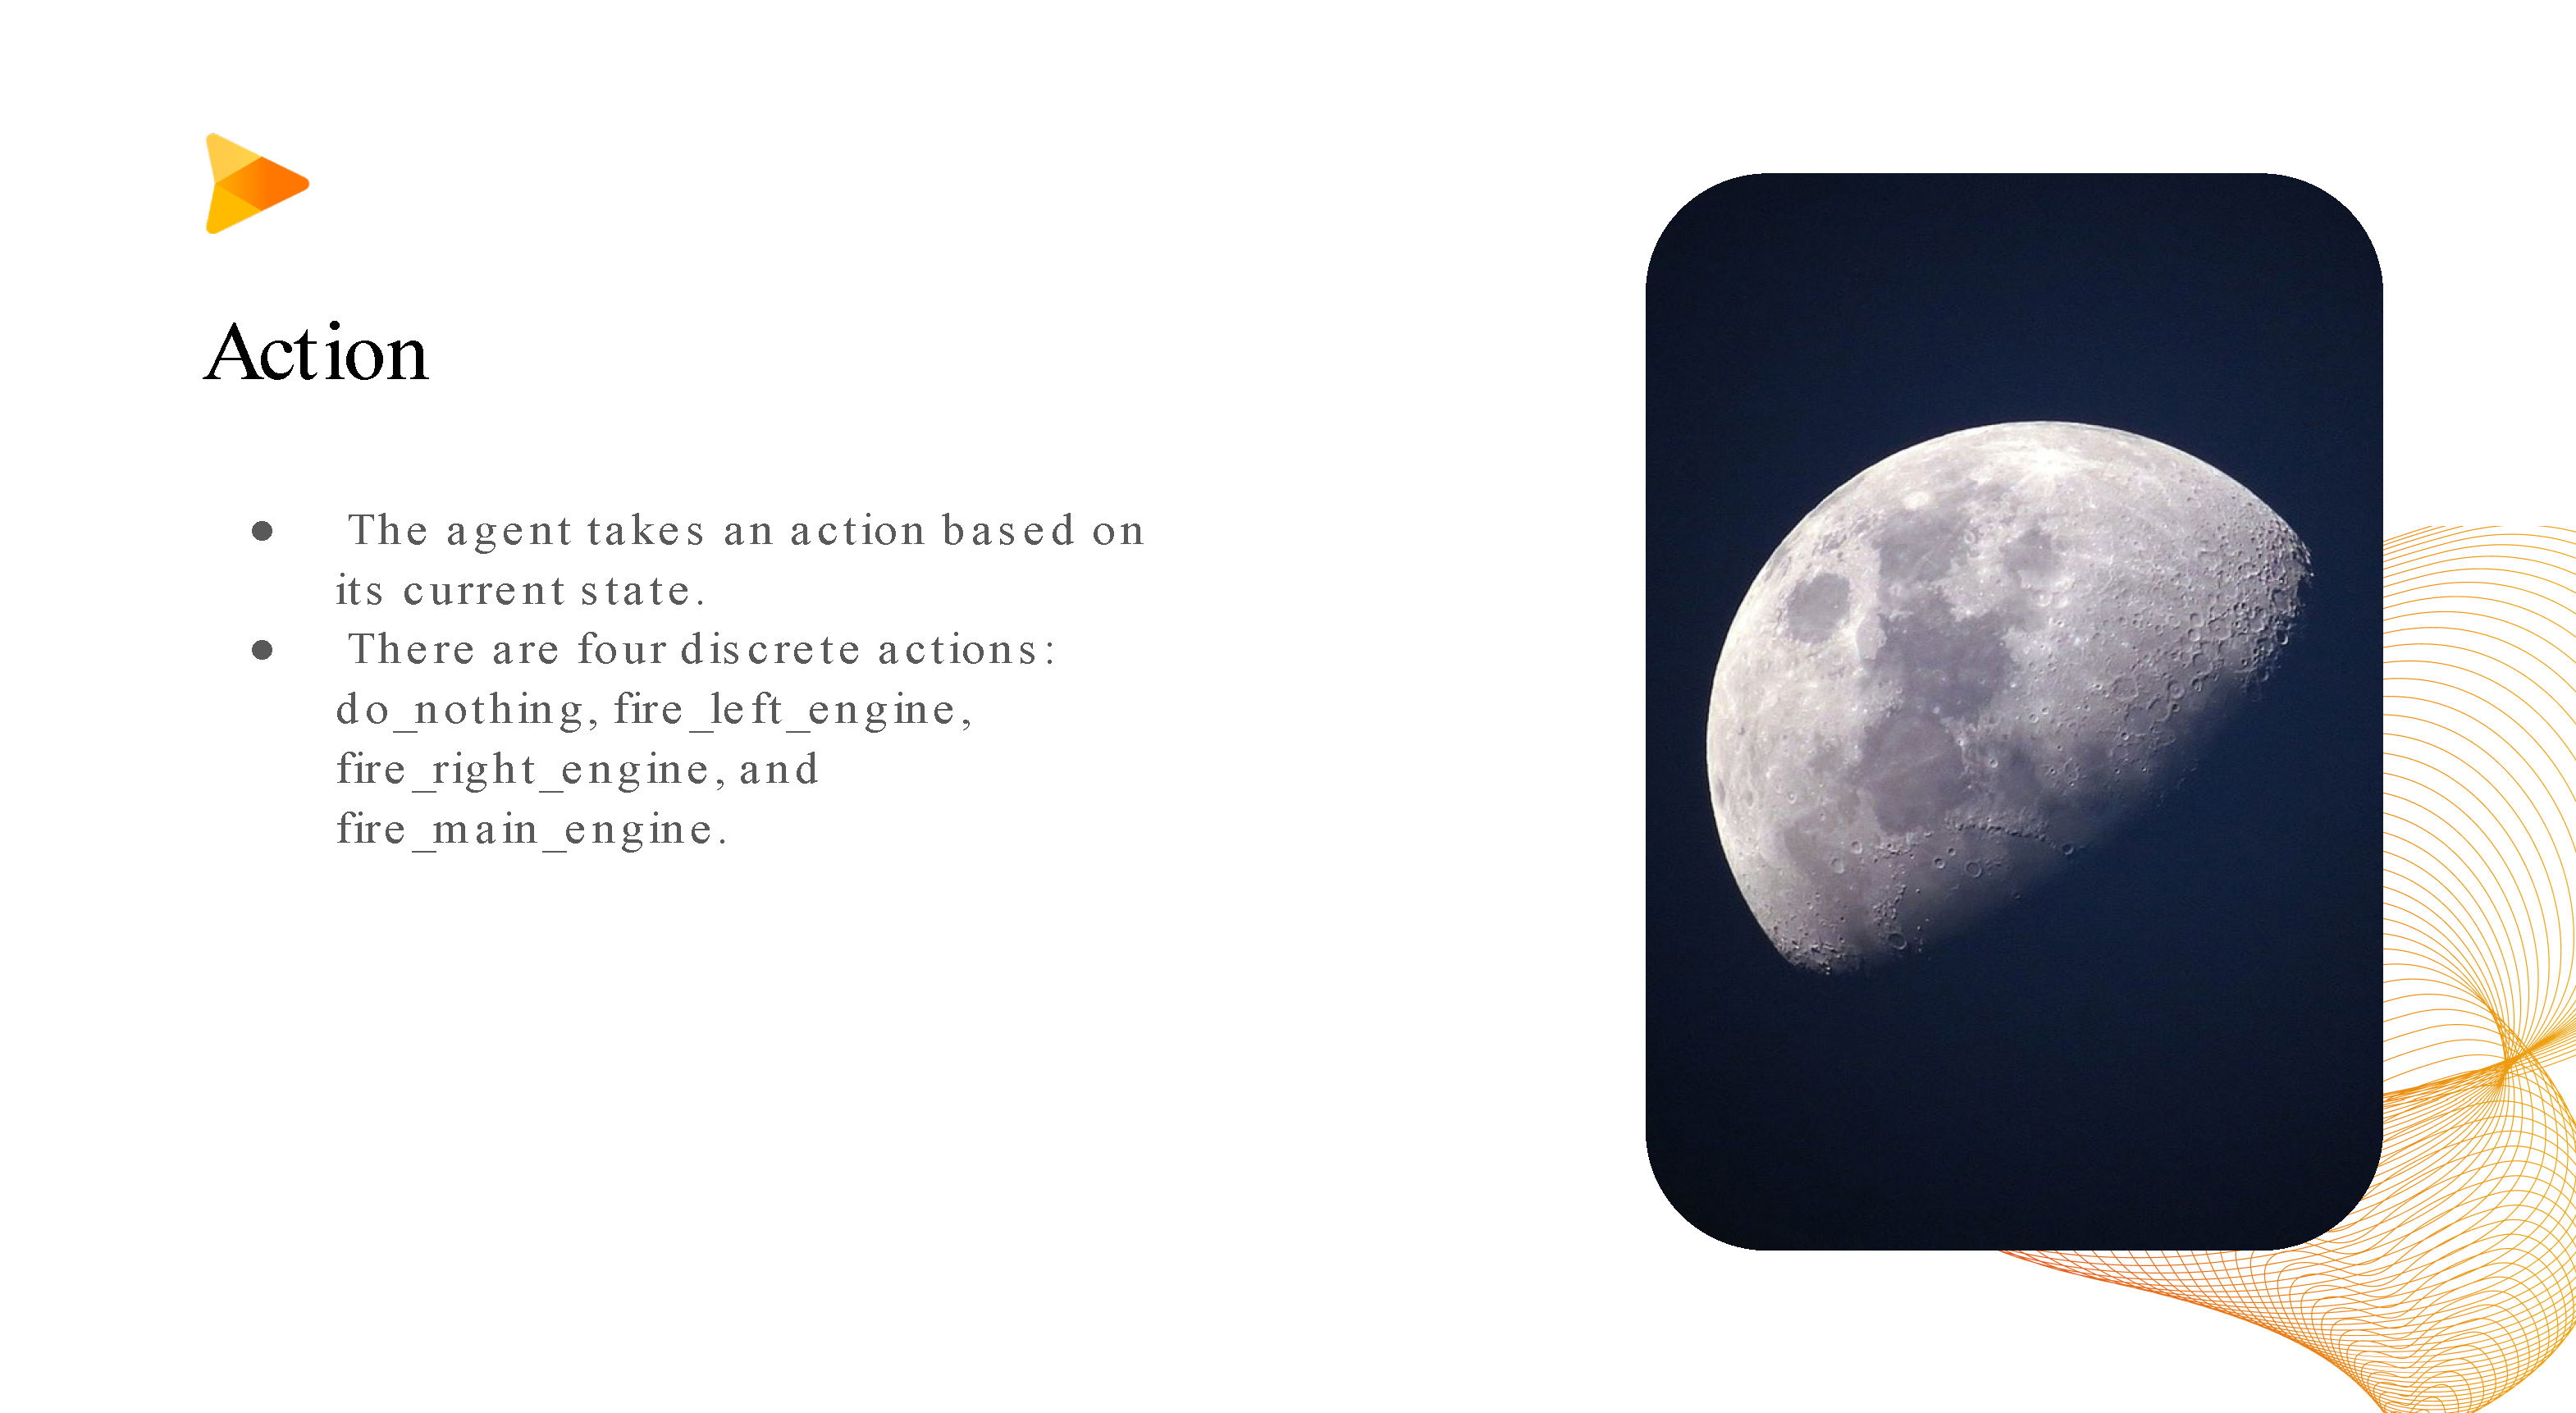 Action
● The agent takes an action based on
its current state.
● There are four discrete actions:
do_nothing, fire_left_engine,
fire_right_engine, and
fire_main_engine.